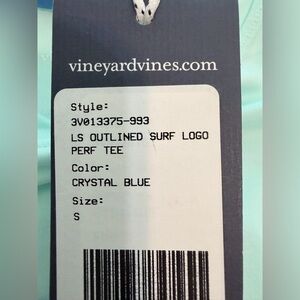 vineyardvines.com
Style:
3V013375-993
LS OUTLINED SURF LOGO
PERF TEE
Color:
CRYSTAL BLUE
Size:
S